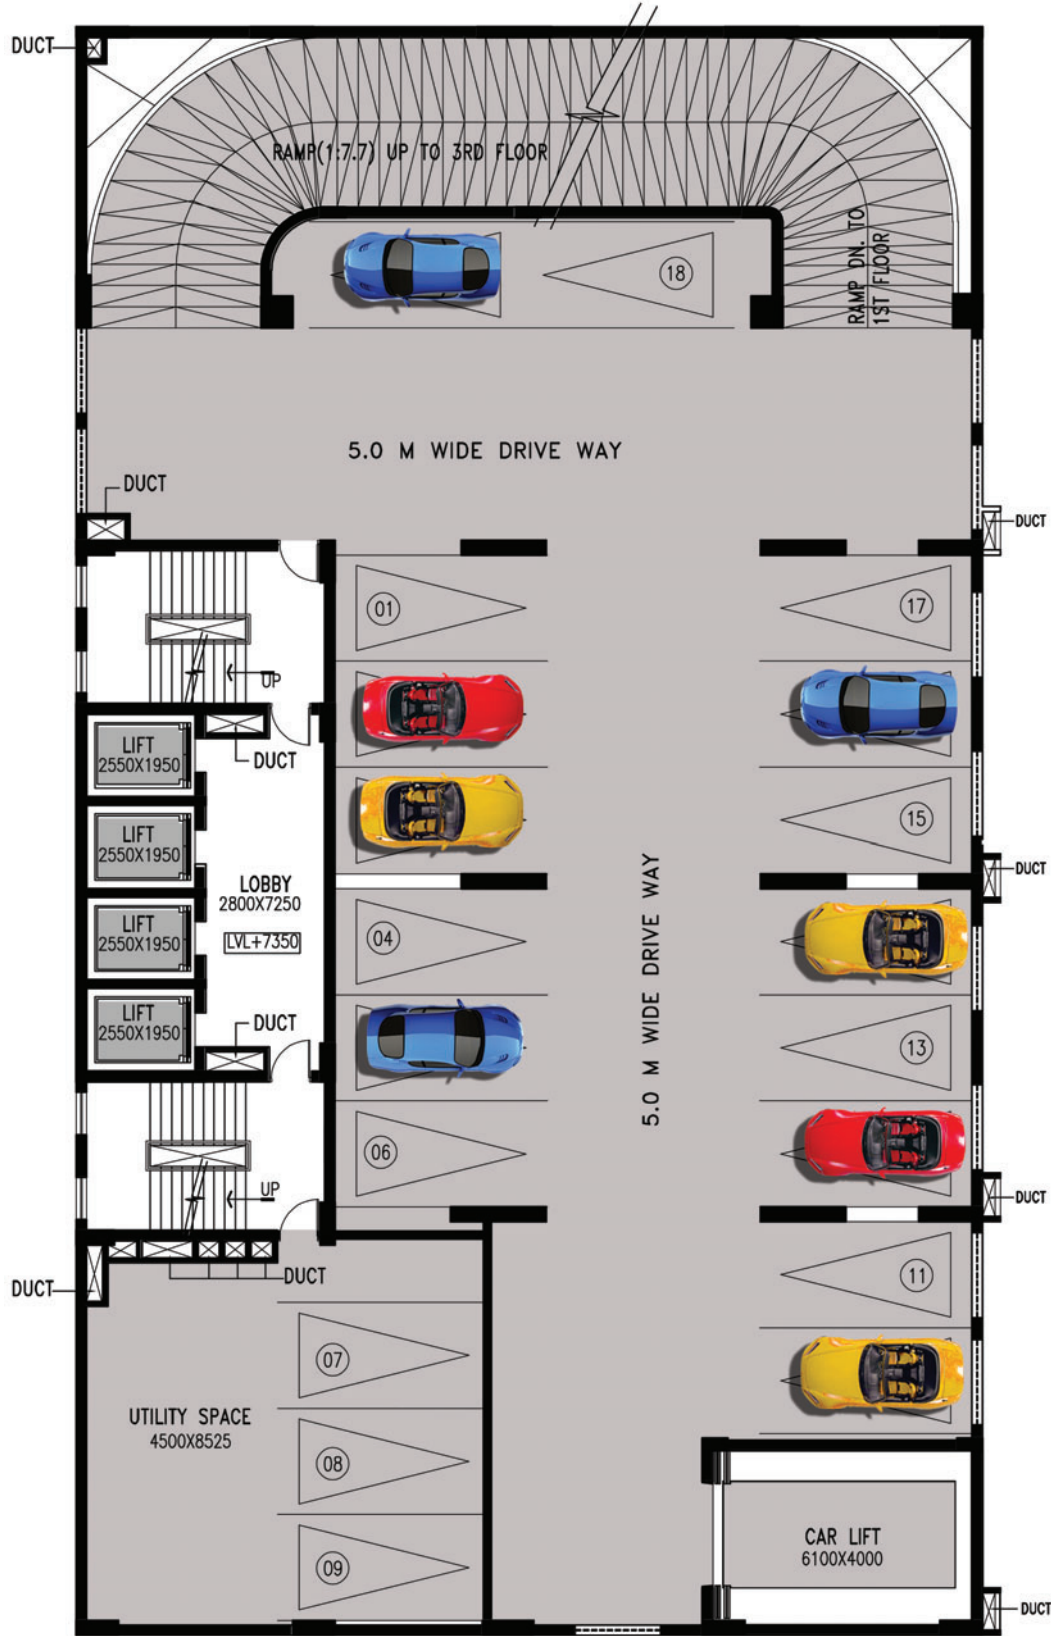 DUCT
RAMP(1:7.7) UP TO 3RD FLOOR
RAMP DN. TO
1ST FLOOR
18
5.0 M WIDE DRIVE WAY
DUCT
DUCT
01
17
UP
LIFT
2550X1950
DUCT
15
LIFT
2550X1950
DUCT
LOBBY
2800X7250
LVL+7350
5.0 M WIDE DRIVE WAY
04
LIFT
2550X1950
LIFT
2550X1950
DUCT
13
06
UP
DUCT
DUCT
DUCT
11
07
UTILITY SPACE
4500X8525
08
CAR LIFT
6100X4000
09
DUCT